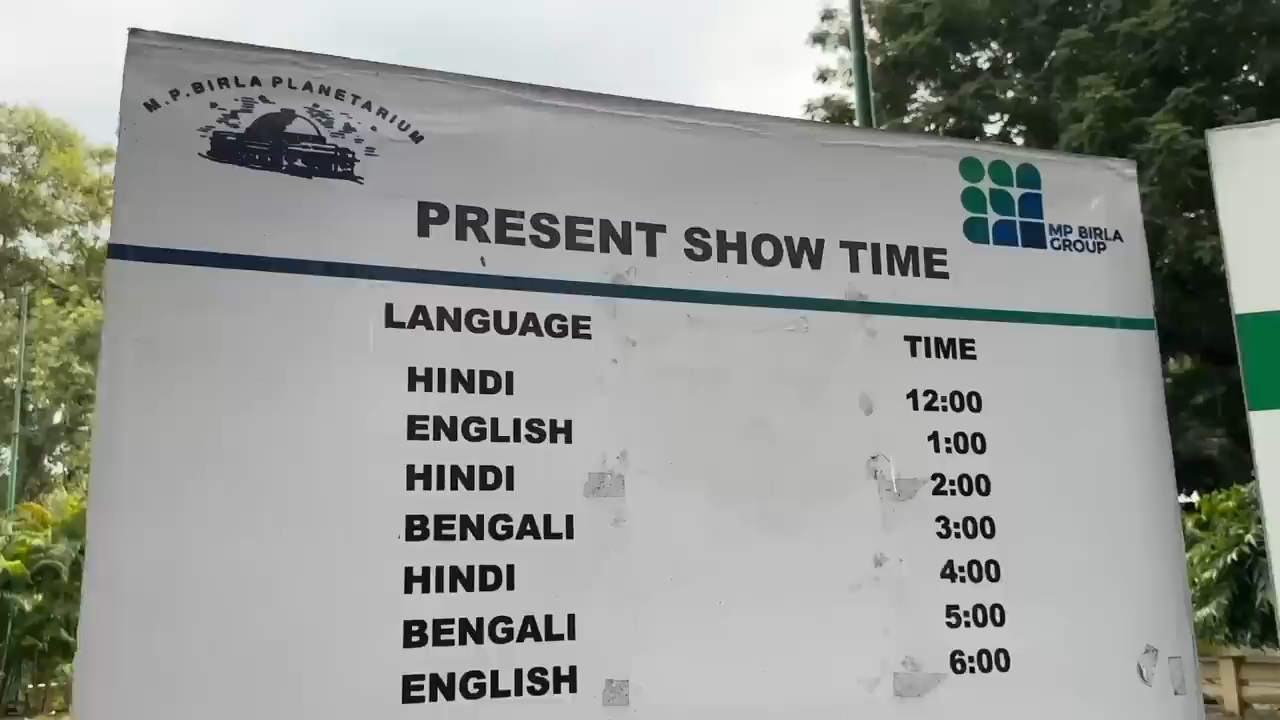 M.P.BIRLA PLANETARIUM
MP BIRLA
GROUP
PRESENT SHOW TIME
LANGUAGE TIME
HINDI 12:00
ENGLISH 1:00
HINDI 2:00
BENGALI 3:00
HINDI 4:00
BENGALI 5:00
ENGLISH 6:00